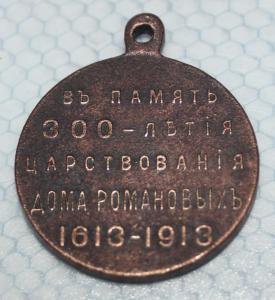 ВЪ ПАМЯТЬ
300-ЛѢТІЯ
ЦАРСТВОВАНІЯ
ДОМА РОМАНОВЫХЪ
1613-1913